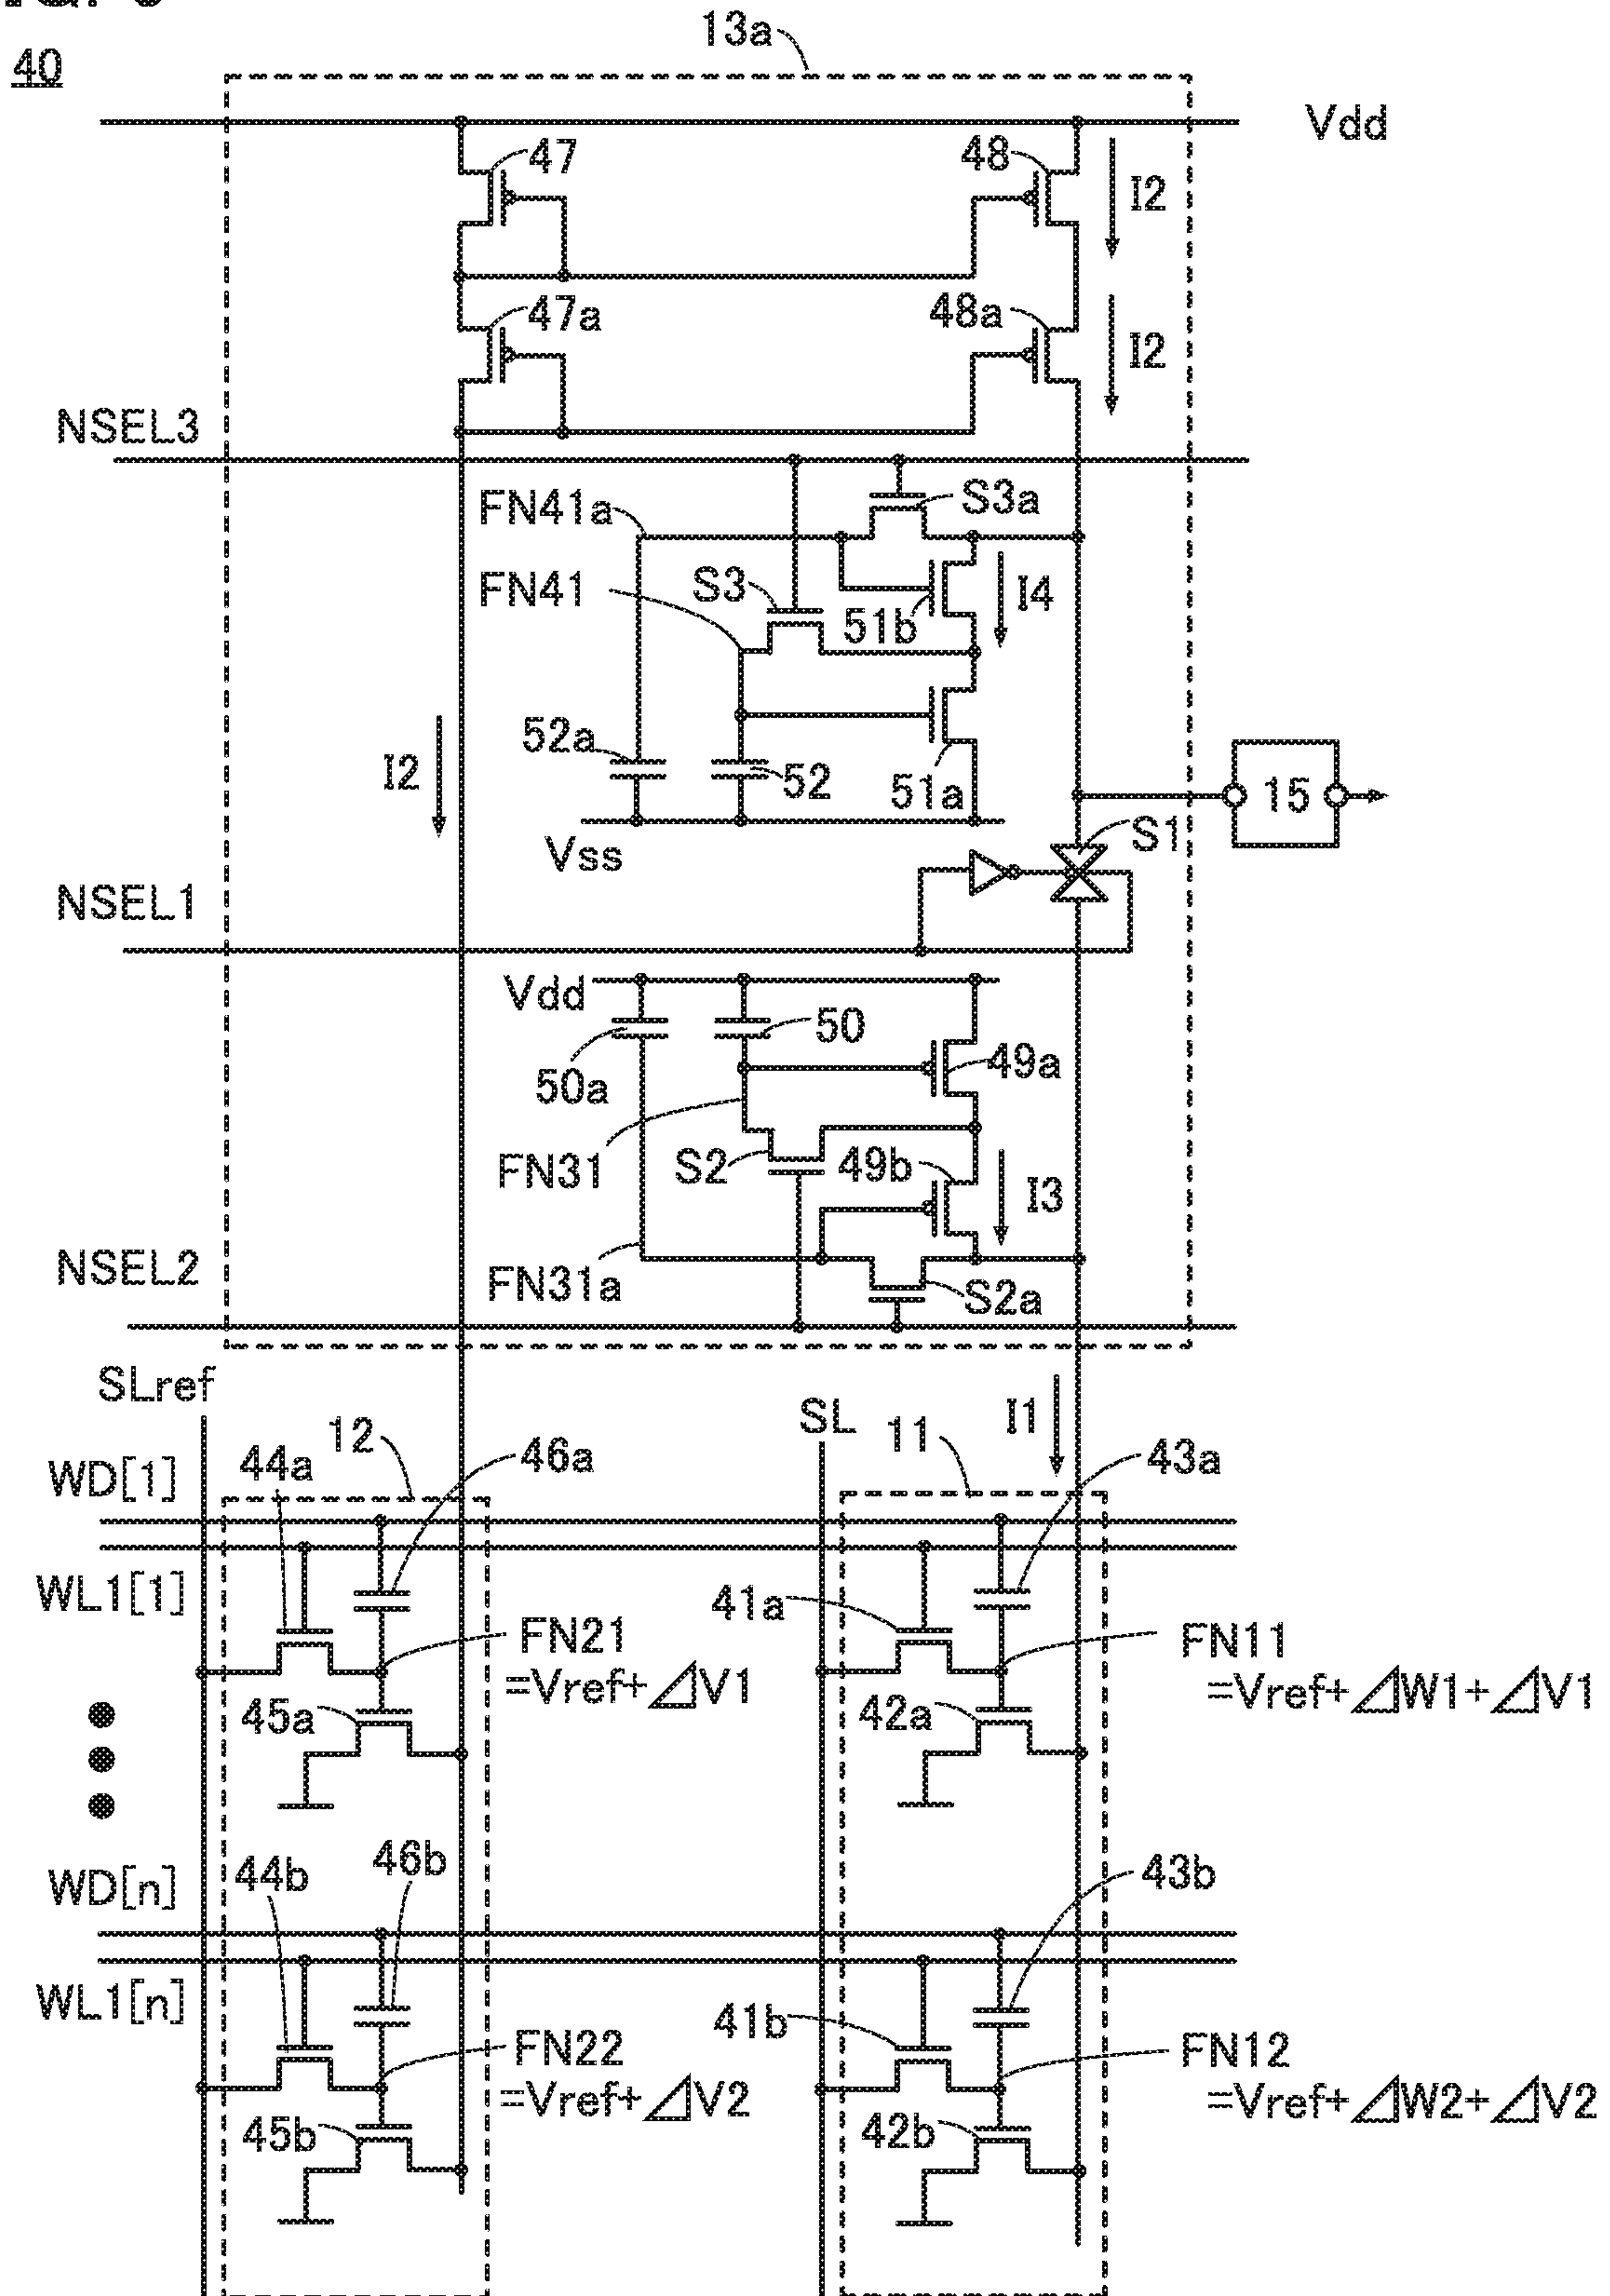 40
13a
Vdd
47
48
I2
47a
48a
I2
NSEL3
FN41a
S3a
FN41
S3
51b
I4
I2
52a
52
51a
15
Vss
S1
NSEL1
Vdd
50
50a
49a
FN31
S2
49b
I3
NSEL2
FN31a
S2a
SLref
12
SL
11
I1
WD[1]
44a
46a
43a
WL1[1]
41a
FN21
=Vref+⊿V1
FN11
=Vref+⊿W1+⊿V1
45a
42a
WD[n]
44b
46b
43b
WL1[n]
41b
FN22
=Vref+⊿V2
FN12
=Vref+⊿W2+⊿V2
45b
42b